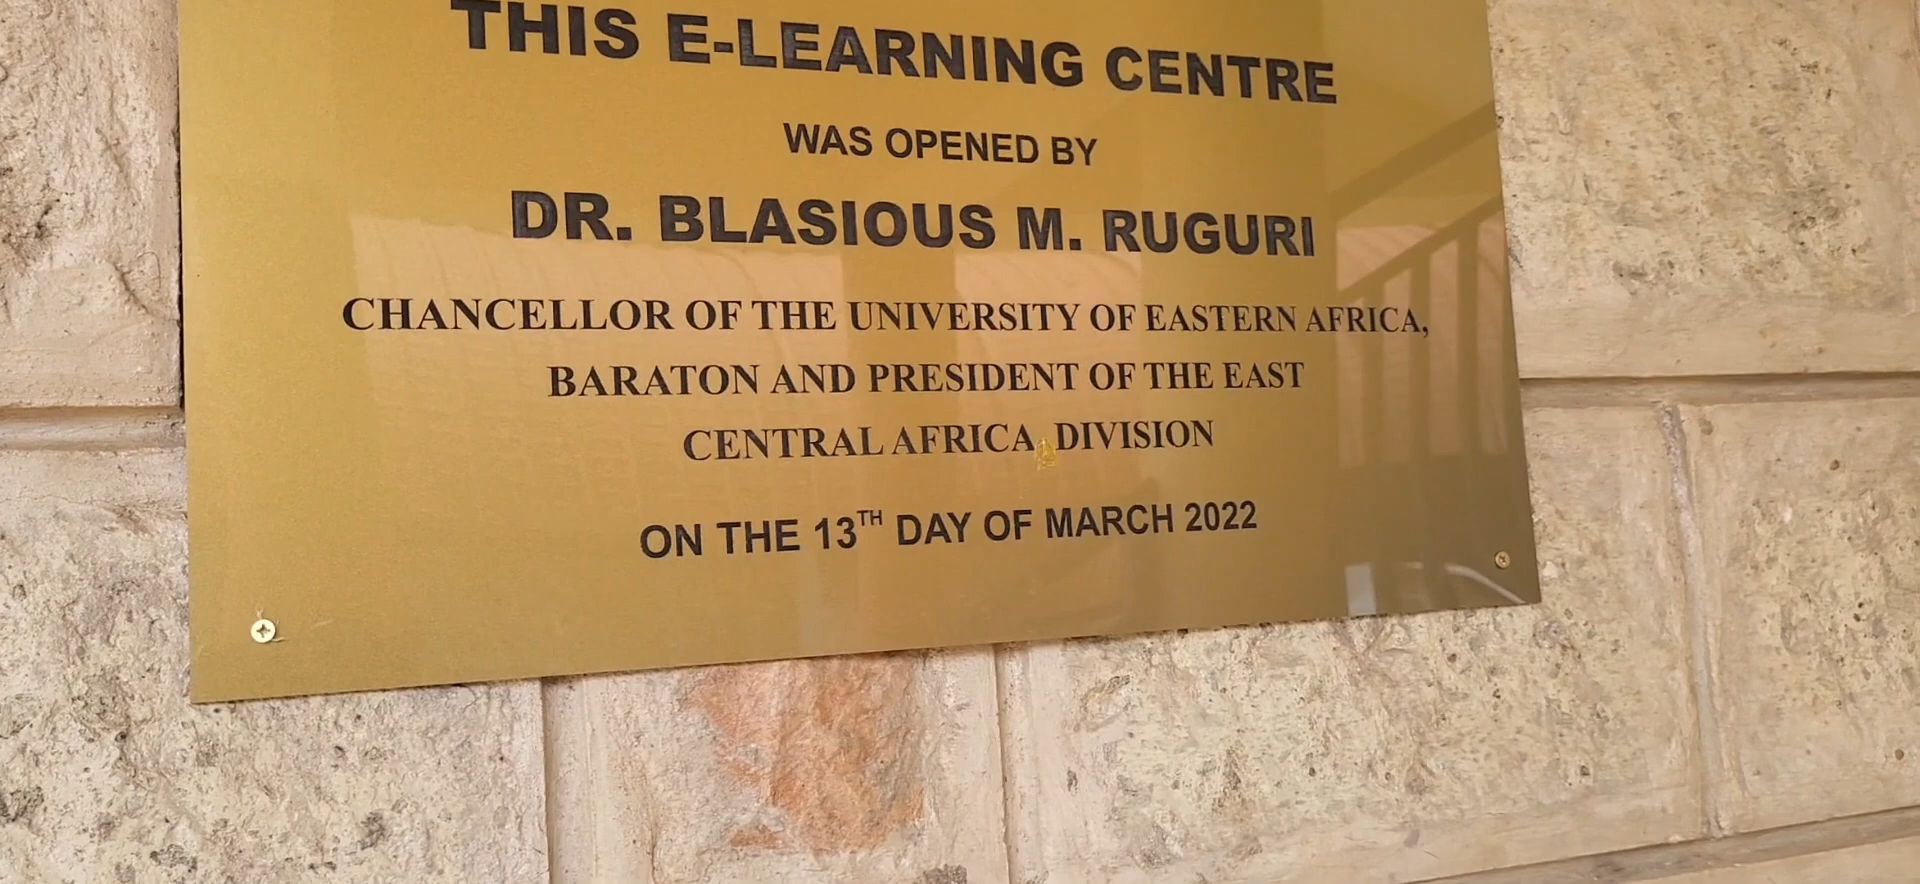 THIS E-LEARNING CENTRE
WAS OPENED BY
DR. BLASIOUS M. RUGURI
CHANCELLOR OF THE UNIVERSITY OF EASTERN AFRICA,
BARATON AND PRESIDENT OF THE EAST
CENTRAL AFRICA DIVISION
ON THE 13TH DAY OF MARCH 2022